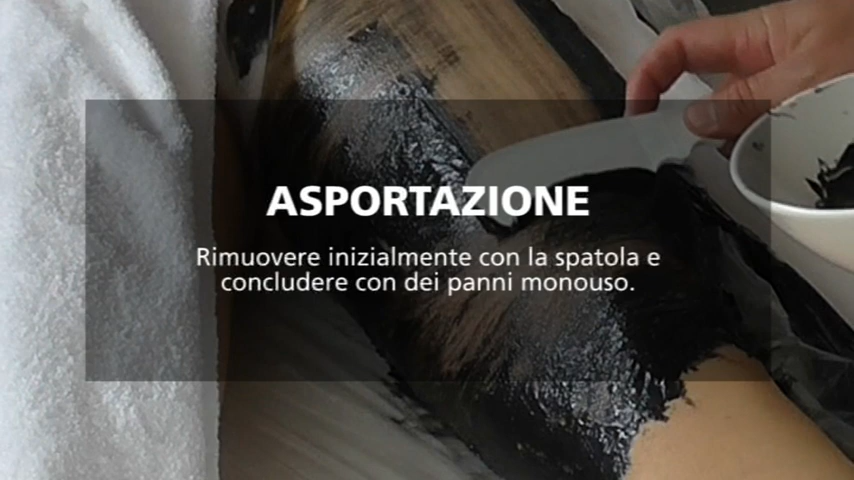 ASPORTAZIONE
Rimuovere inizialmente con la spatola e
concludere con dei panni monouso.